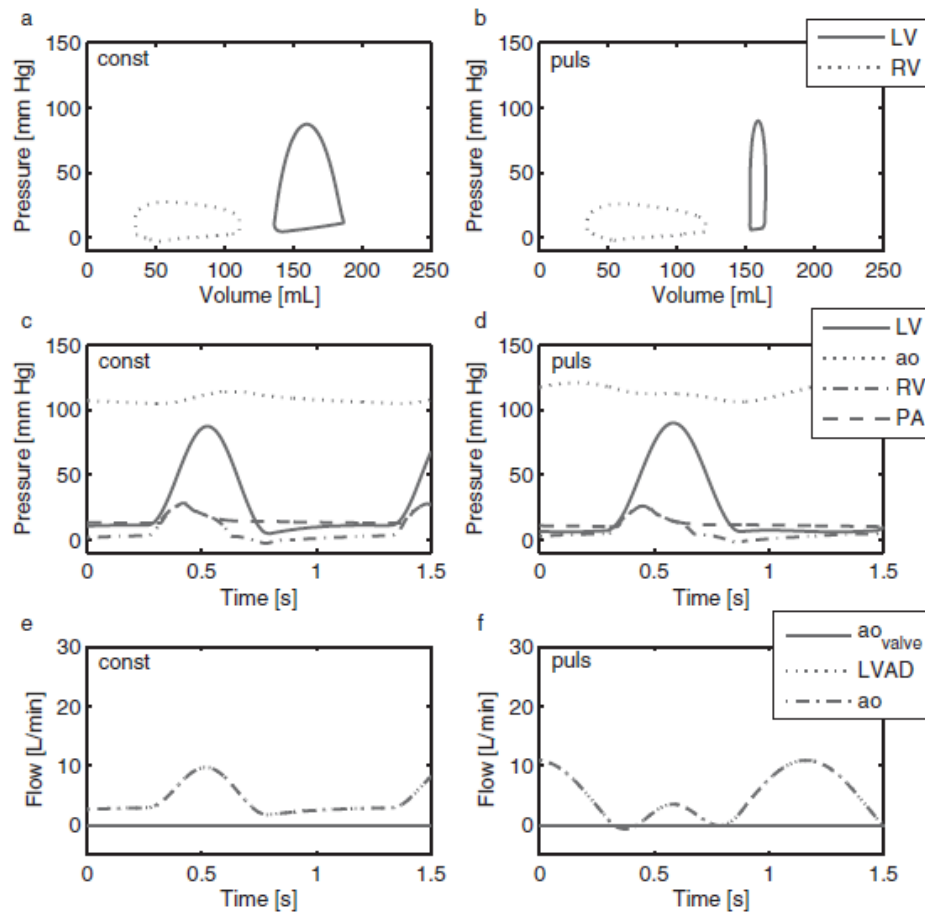 a
const
Pressure [mm Hg]
150
100
50
0
0 50 100 150 200 250
Volume [mL]
b
puls
Pressure [mm Hg]
150
100
50
0
0 50 100 150 200 250
Volume [mL]
LV
RV
c
const
Pressure [mm Hg]
150
100
50
0
0 0.5 1 1.5
Time [s]
d
puls
Pressure [mm Hg]
150
100
50
0
0 0.5 1 1.5
Time [s]
LV
ao
RV
PA
e
const
Flow [L/min]
30
20
10
0
0 0.5 1 1.5
Time [s]
f
puls
Flow [L/min]
30
20
10
0
0 0.5 1 1.5
Time [s]
ao valve
LVAD
ao